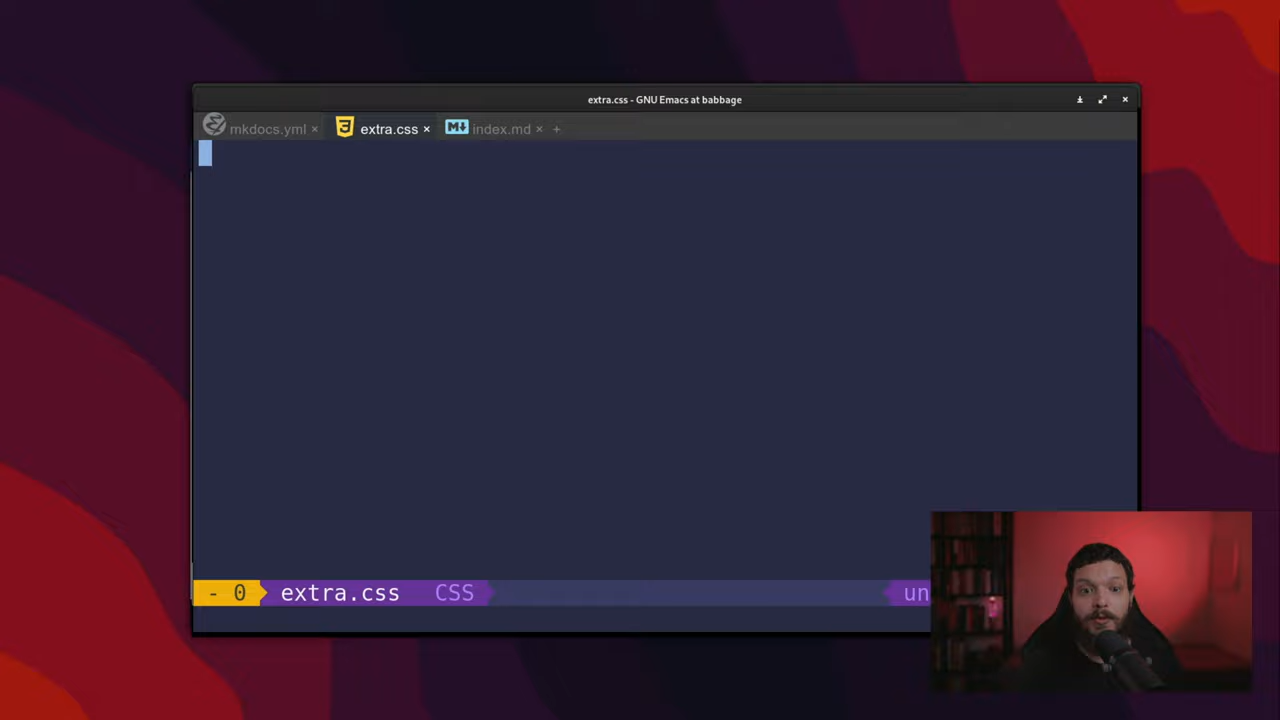 extra.css - GNU Emacs at babbage
mkdocs.yml × extra.css × index.md × +
- 0 extra.css CSS un